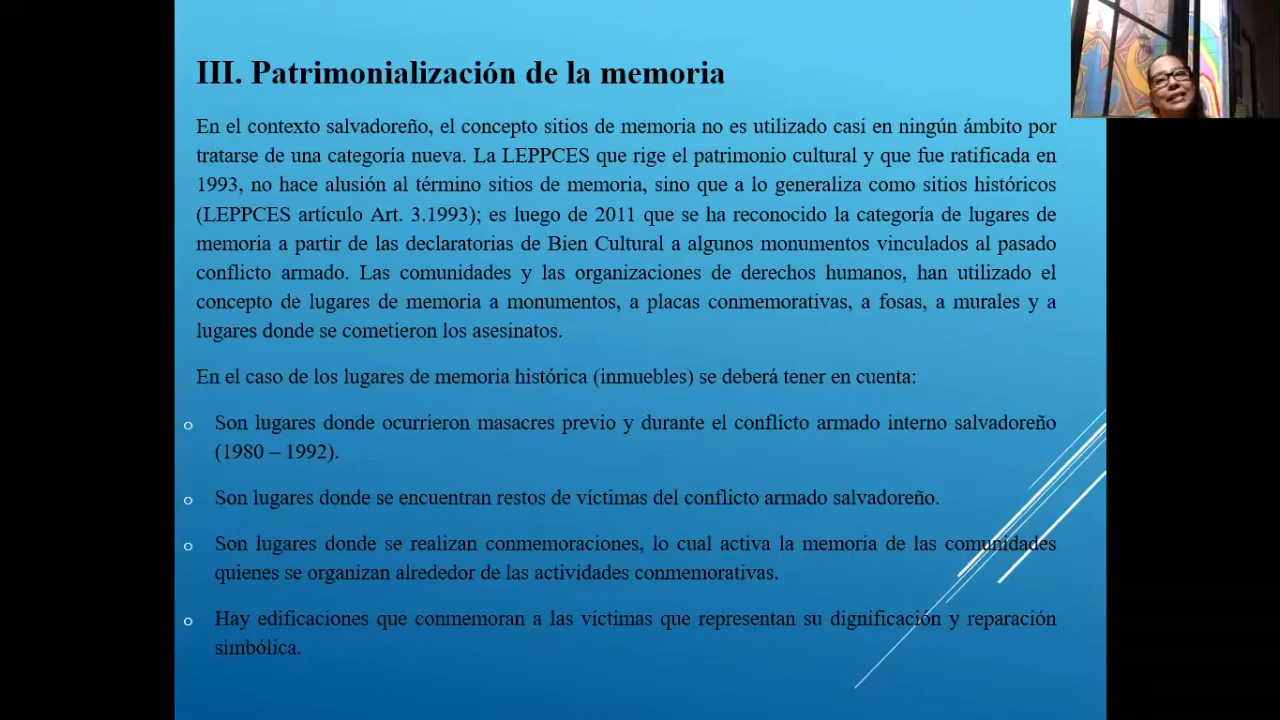 III. Patrimonialización de la memoria
En el contexto salvadoreño, el concepto sitios de memoria no es utilizado casi en ningún ámbito por
tratarse de una categoría nueva. La LEPPCES que rige el patrimonio cultural y que fue ratificada en
1993, no hace alusión al término sitios de memoria, sino que a lo generaliza como sitios históricos
(LEPPCES artículo Art. 3.1993); es luego de 2011 que se ha reconocido la categoría de lugares de
memoria a partir de las declaratorias de Bien Cultural a algunos monumentos vinculados al pasado
conflicto armado. Las comunidades y las organizaciones de derechos humanos, han utilizado el
concepto de lugares de memoria a monumentos, a placas conmemorativas, a fosas, a murales y a
lugares donde se cometieron los asesinatos.
En el caso de los lugares de memoria histórica (inmuebles) se deberá tener en cuenta:
o Son lugares donde ocurrieron masacres previo y durante el conflicto armado interno salvadoreño
(1980 – 1992).
o Son lugares donde se encuentran restos de víctimas del conflicto armado salvadoreño.
o Son lugares donde se realizan conmemoraciones, lo cual activa la memoria de las comunidades
quienes se organizan alrededor de las actividades conmemorativas.
o Hay edificaciones que conmemoran a las víctimas que representan su dignificación y reparación
simbólica.